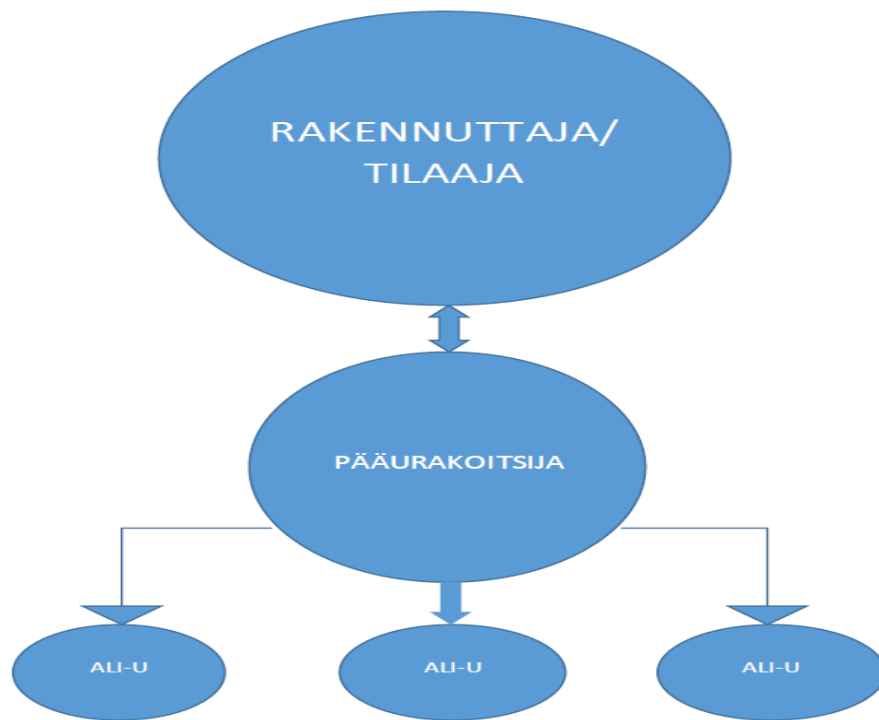 RAKENNUTTAJA/
TILAAJA
PÄÄURAKOITSIJA
ALI-U
ALI-U
ALI-U